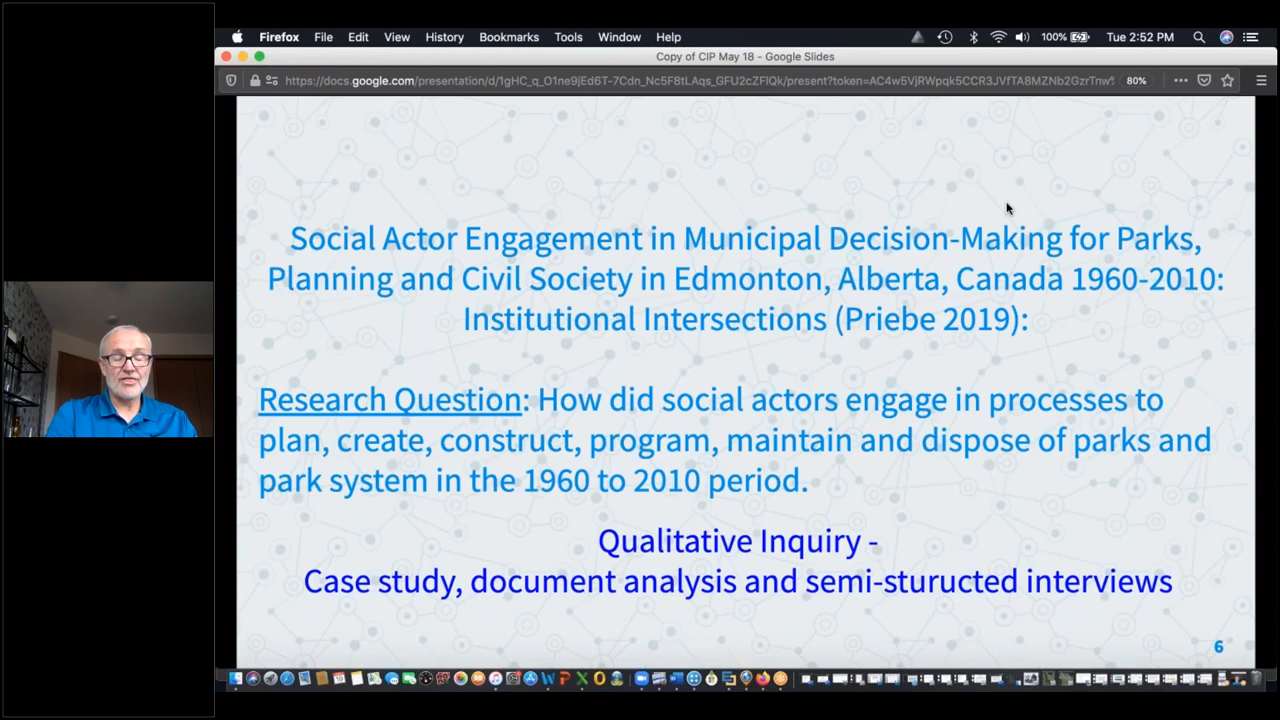 Firefox File Edit View History Bookmarks Tools Window Help 100% Tue 2:52 PM
Copy of CIP May 18 - Google Slides
80%
Social Actor Engagement in Municipal Decision-Making for Parks,
Planning and Civil Society in Edmonton, Alberta, Canada 1960-2010:
Institutional Intersections (Priebe 2019):
Research Question: How did social actors engage in processes to
plan, create, construct, program, maintain and dispose of parks and
park system in the 1960 to 2010 period.
Qualitative Inquiry -
Case study, document analysis and semi-sturucted interviews
6